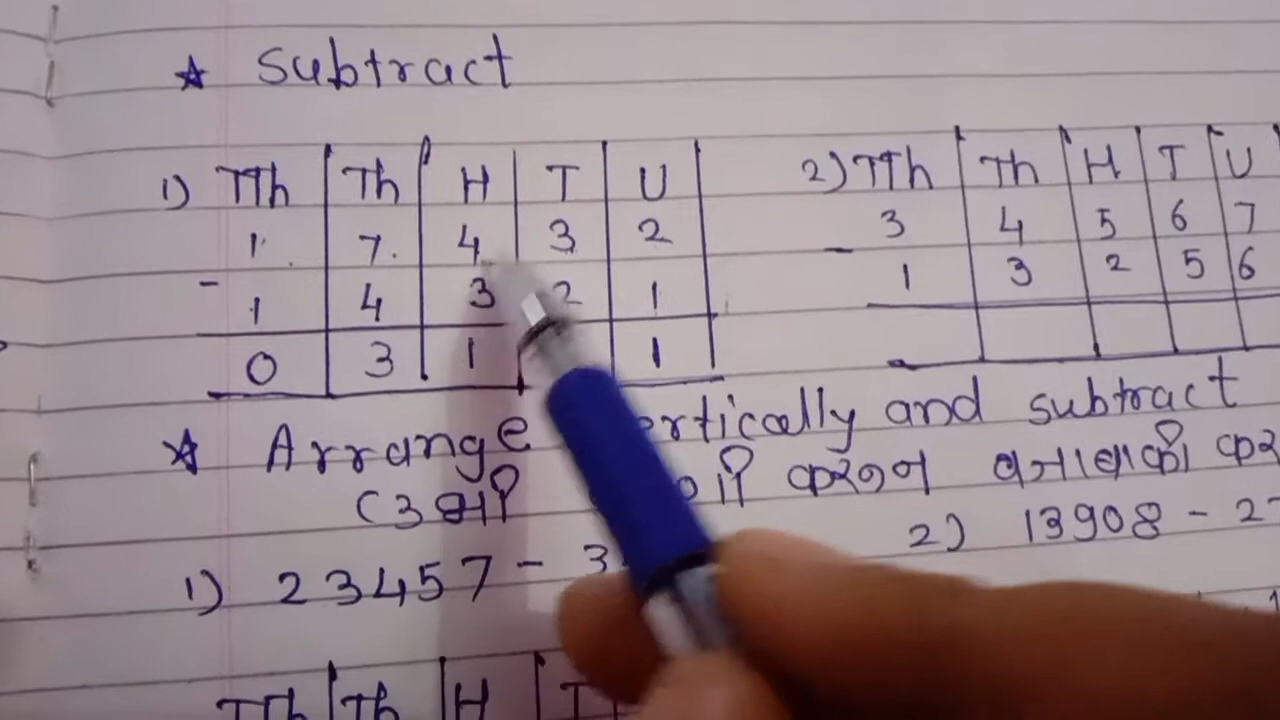 ☆ Subtract
1) TTh Th H T U 2) TTh Th H T U
1 7 4 3 2 3 4 5 6 7
- 1 4 3 2 1 - 1 3 2 5 6
0 3 1 1
☆ Arrange and subtract
1) 23457 - 3 2) 13908 - 2
TTh Th H T